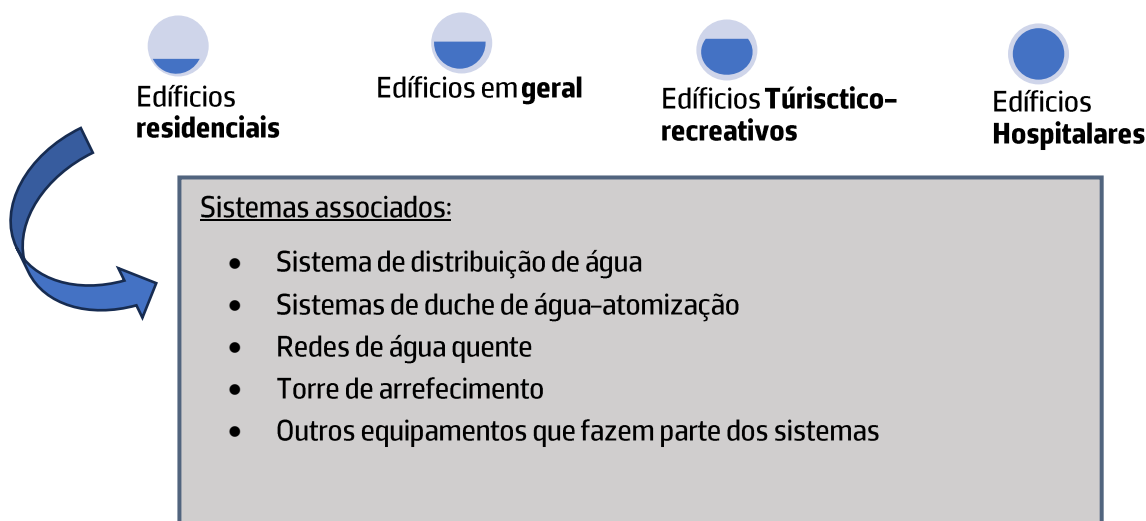 Edíficios
residenciais
Edíficios em geral
Edíficios Túrisctico-
recreativos
Edíficios
Hospitalares
Sistemas associados:
• Sistema de distribuição de água
• Sistemas de duche de água-atomização
• Redes de água quente
• Torre de arrefecimento
• Outros equipamentos que fazem parte dos sistemas